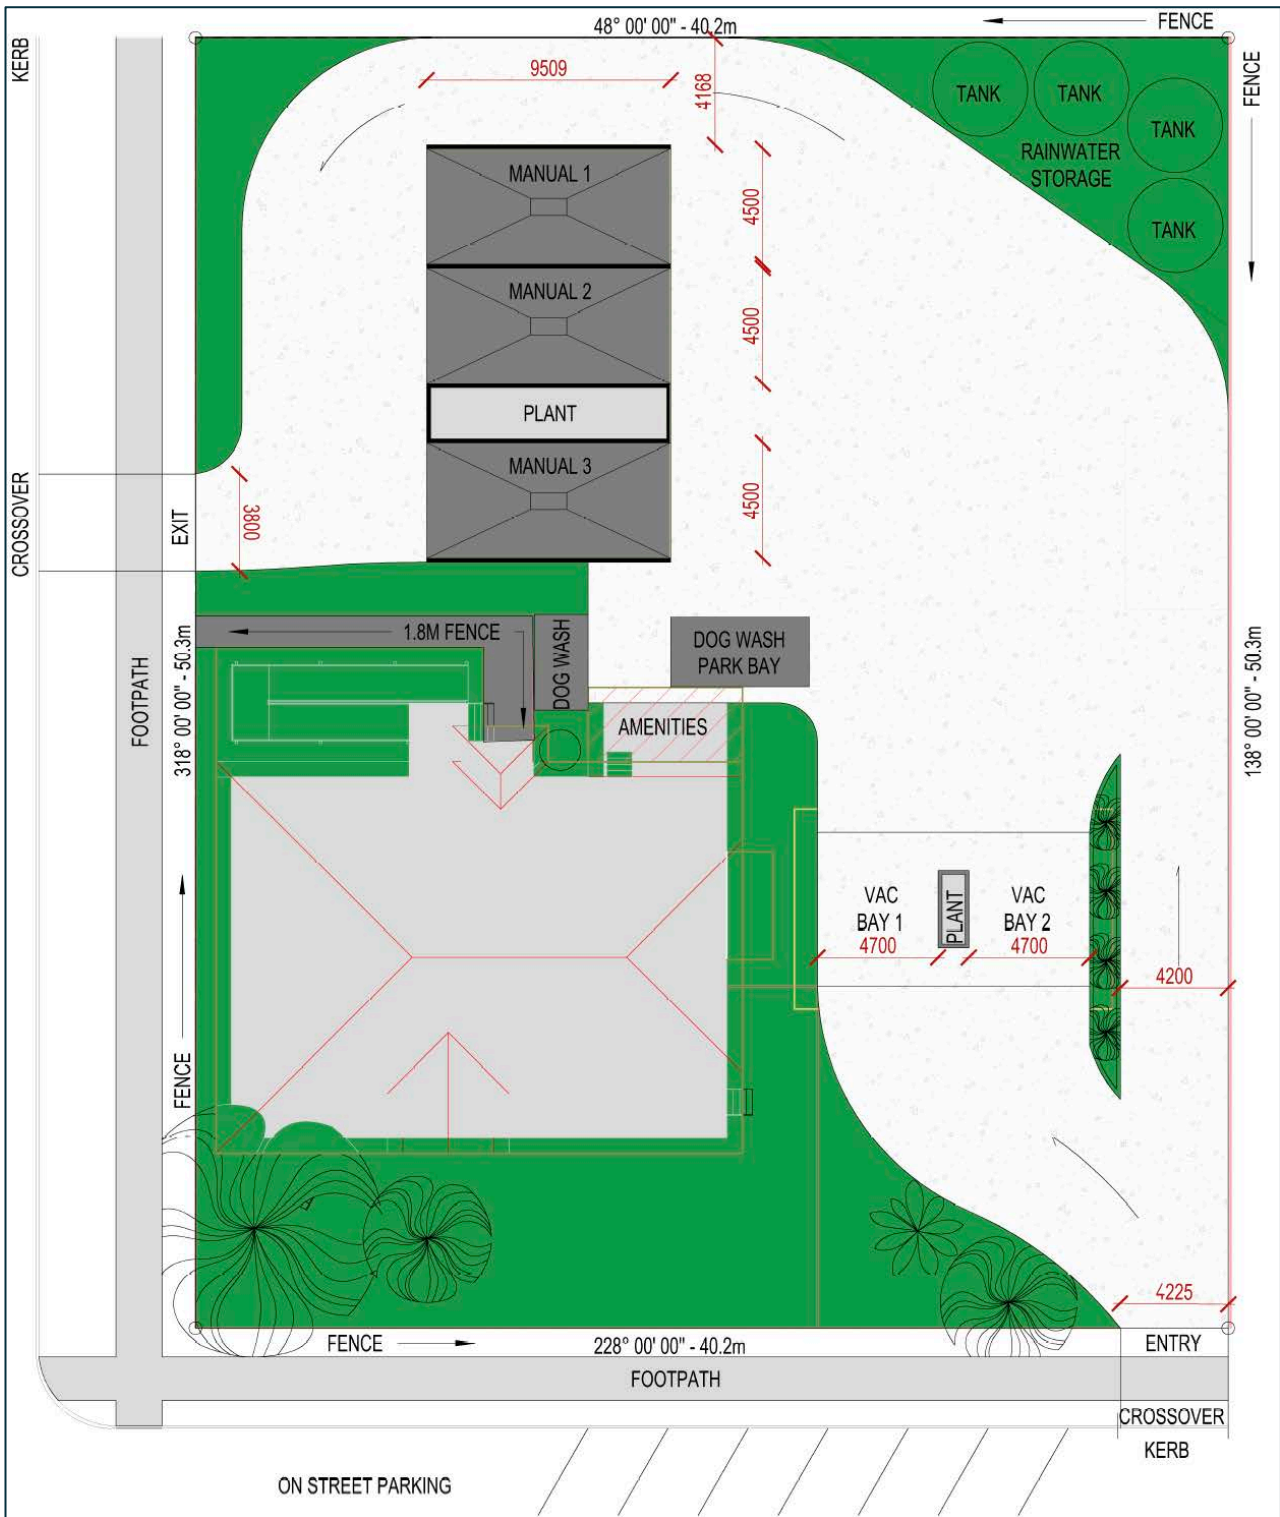 FENCE
48° 00' 00" - 40.2m
KERB
FENCE
9509
4168
TANK
TANK
TANK
RAINWATER
STORAGE
TANK
MANUAL 1
4500
MANUAL 2
4500
PLANT
MANUAL 3
4500
CROSSOVER
EXIT
3800
1.8M FENCE
DOG WASH
DOG WASH
PARK BAY
318° 00' 00" - 50.3m
138° 00' 00" - 50.3m
FOOTPATH
AMENITIES
VAC
BAY 1
4700
PLANT
VAC
BAY 2
4700
4200
FENCE
4225
FENCE
228° 00' 00" - 40.2m
ENTRY
FOOTPATH
CROSSOVER
KERB
ON STREET PARKING